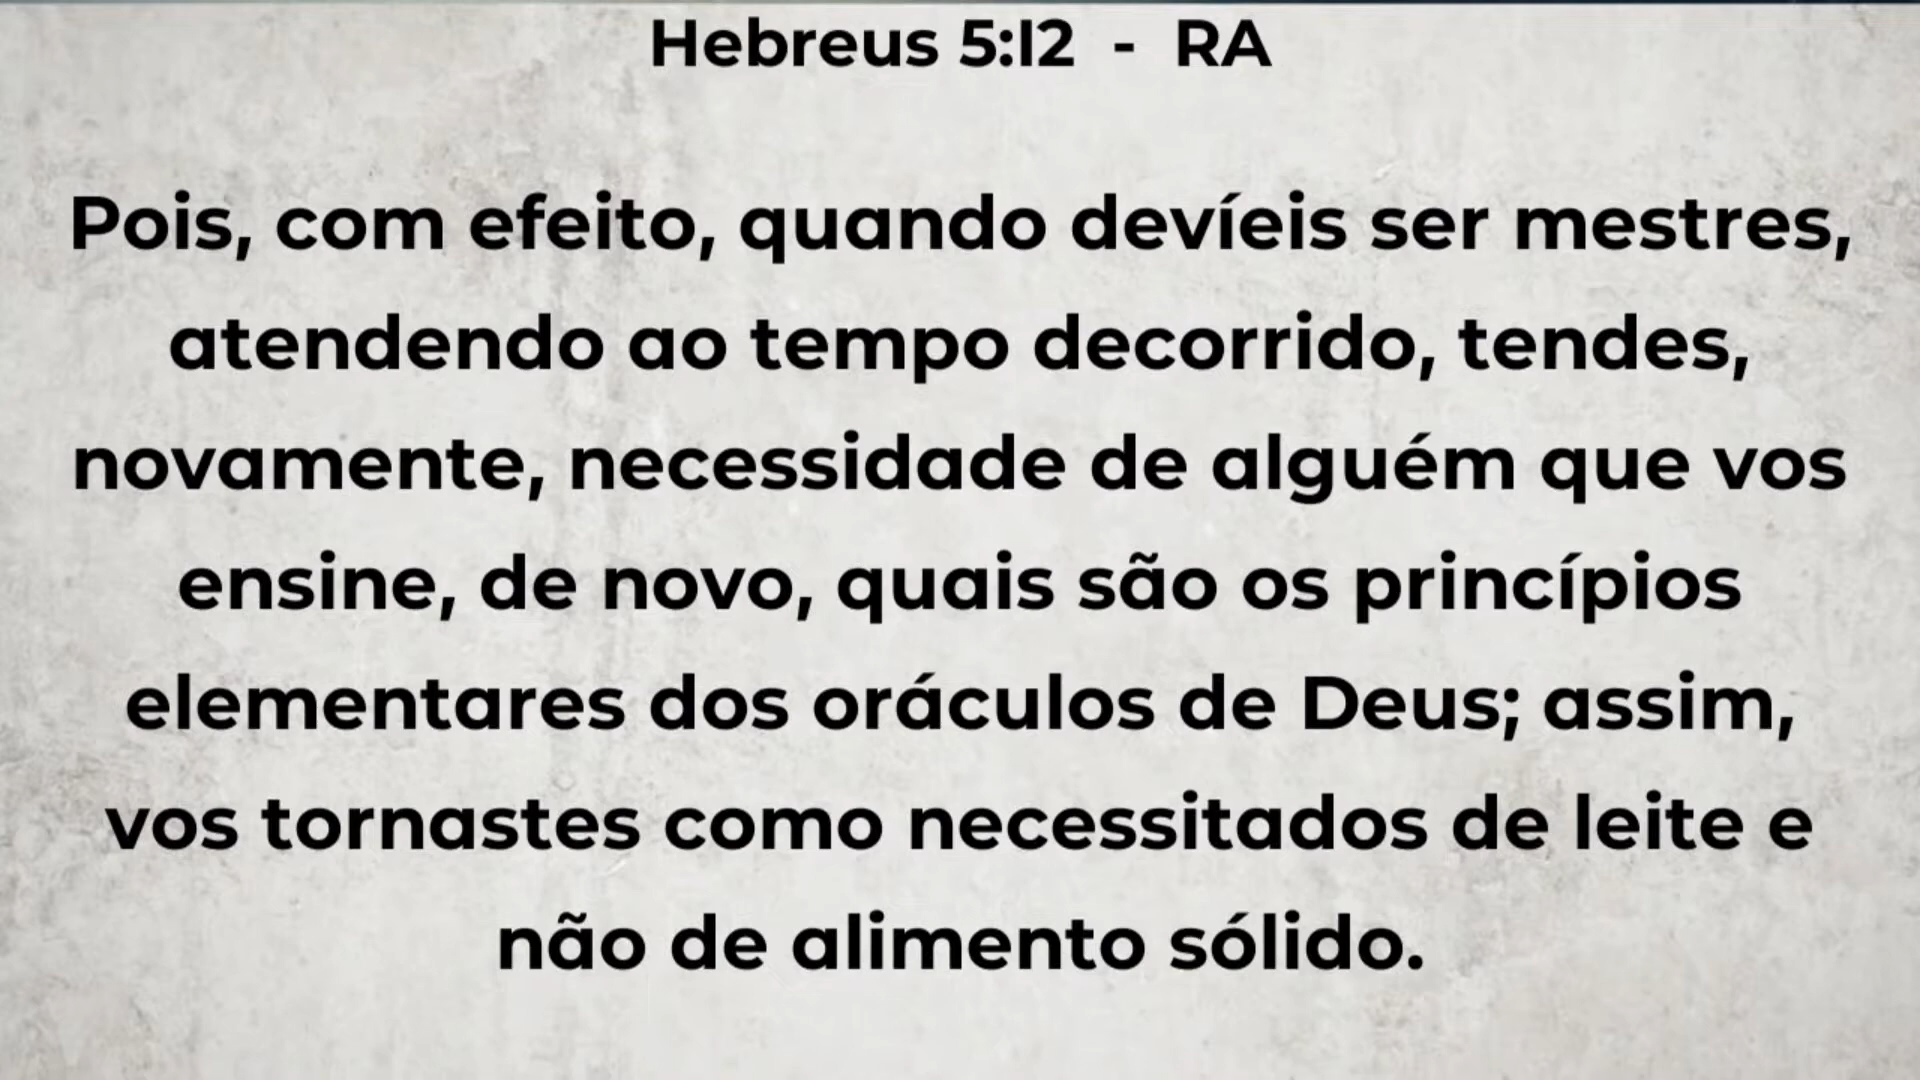 Hebreus 5:12 - RA
Pois, com efeito, quando devíeis ser mestres,
atendendo ao tempo decorrido, tendes,
novamente, necessidade de alguém que vos
ensine, de novo, quais são os princípios
elementares dos oráculos de Deus; assim,
vos tornastes como necessitados de leite e
não de alimento sólido.